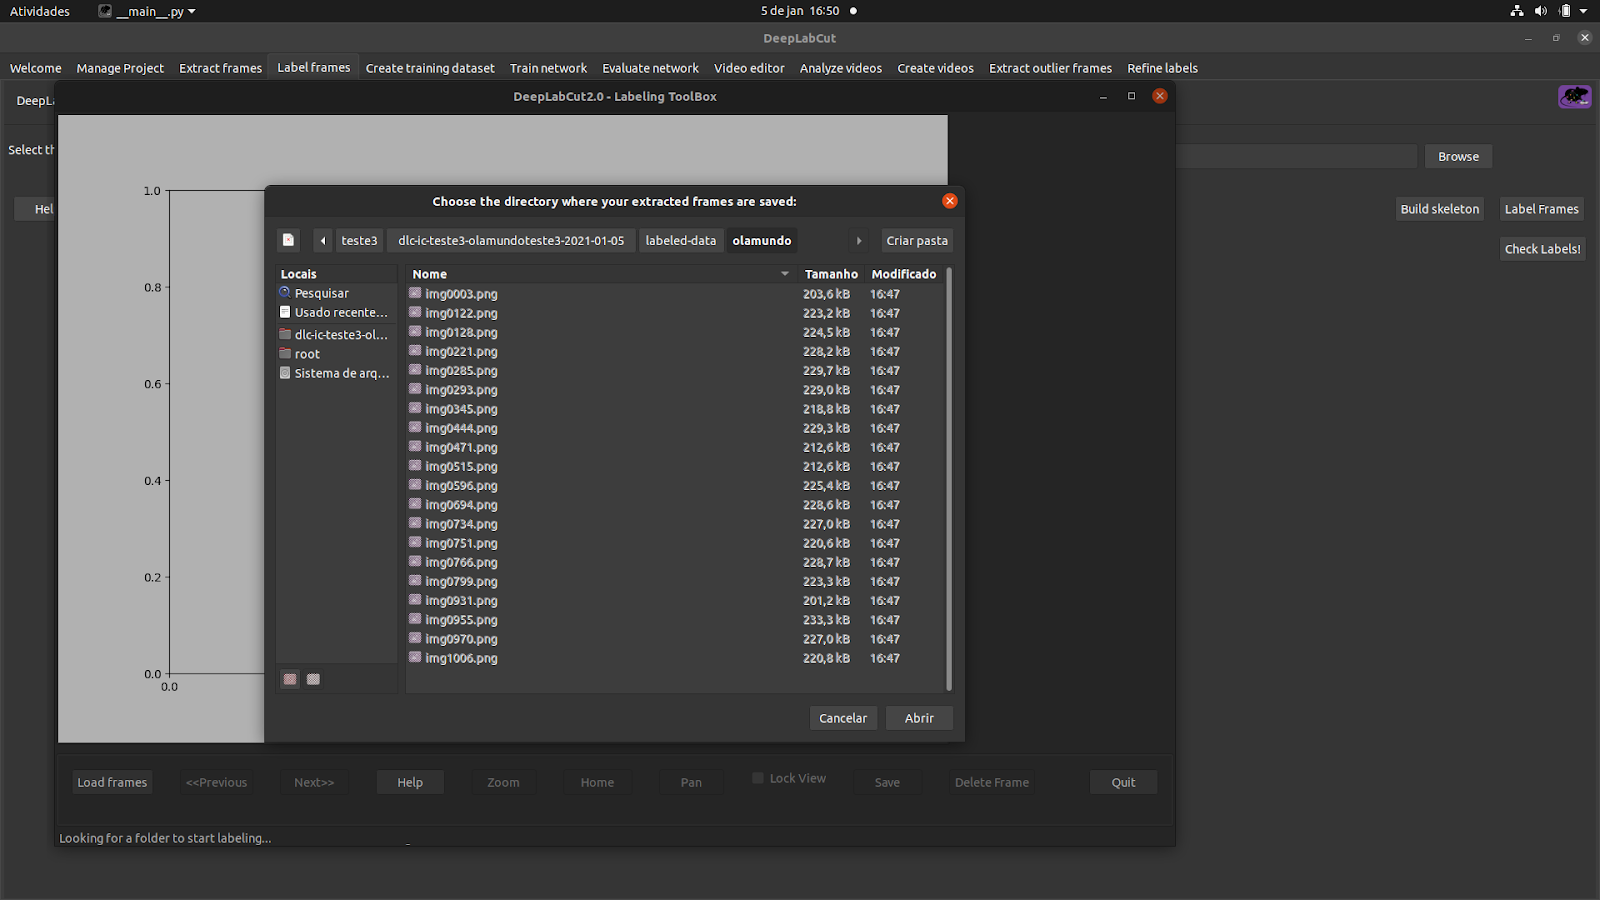 Atividades __main__.py 5 de jan 16:50
DeepLabCut
Welcome Manage Project Extract frames Label frames Create training dataset Train network Evaluate network Video editor Analyze videos Create videos Extract outlier frames Refine labels
DeepLa
DeepLabCut2.0 - Labeling ToolBox
Select th
Browse
Hel
Build skeleton Label Frames
Check Labels!
1.0
0.8
0.6
0.4
0.2
0.0
0.0
Choose the directory where your extracted frames are saved:
teste3 dlc-ic-teste3-olamundoteste3-2021-01-05 labeled-data olamundo Criar pasta
Locais
Pesquisar
Usado recente...
dlc-ic-teste3-ol...
root
Sistema de arq...
Nome Tamanho Modificado
img0003.png 203,6 kB 16:47
img0122.png 223,2 kB 16:47
img0128.png 224,5 kB 16:47
img0221.png 228,2 kB 16:47
img0285.png 229,7 kB 16:47
img0293.png 229,0 kB 16:47
img0345.png 218,8 kB 16:47
img0444.png 229,3 kB 16:47
img0471.png 212,6 kB 16:47
img0515.png 212,6 kB 16:47
img0596.png 225,4 kB 16:47
img0694.png 228,6 kB 16:47
img0734.png 227,0 kB 16:47
img0751.png 220,6 kB 16:47
img0766.png 228,7 kB 16:47
img0799.png 223,3 kB 16:47
img0931.png 201,2 kB 16:47
img0955.png 233,3 kB 16:47
img0970.png 227,0 kB 16:47
img1006.png 220,8 kB 16:47
Cancelar Abrir
Load frames <<Previous Next>> Help Zoom Home Pan Lock View Save Delete Frame Quit
Looking for a folder to start labeling...